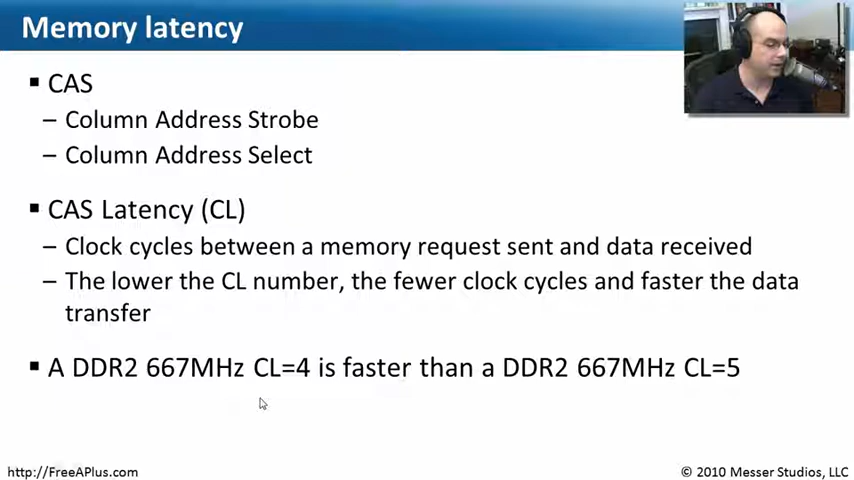 Memory latency
▪ CAS
– Column Address Strobe
– Column Address Select
▪ CAS Latency (CL)
– Clock cycles between a memory request sent and data received
– The lower the CL number, the fewer clock cycles and faster the data
transfer
▪ A DDR2 667MHz CL=4 is faster than a DDR2 667MHz CL=5
http://FreeAPlus.com
© 2010 Messer Studios, LLC